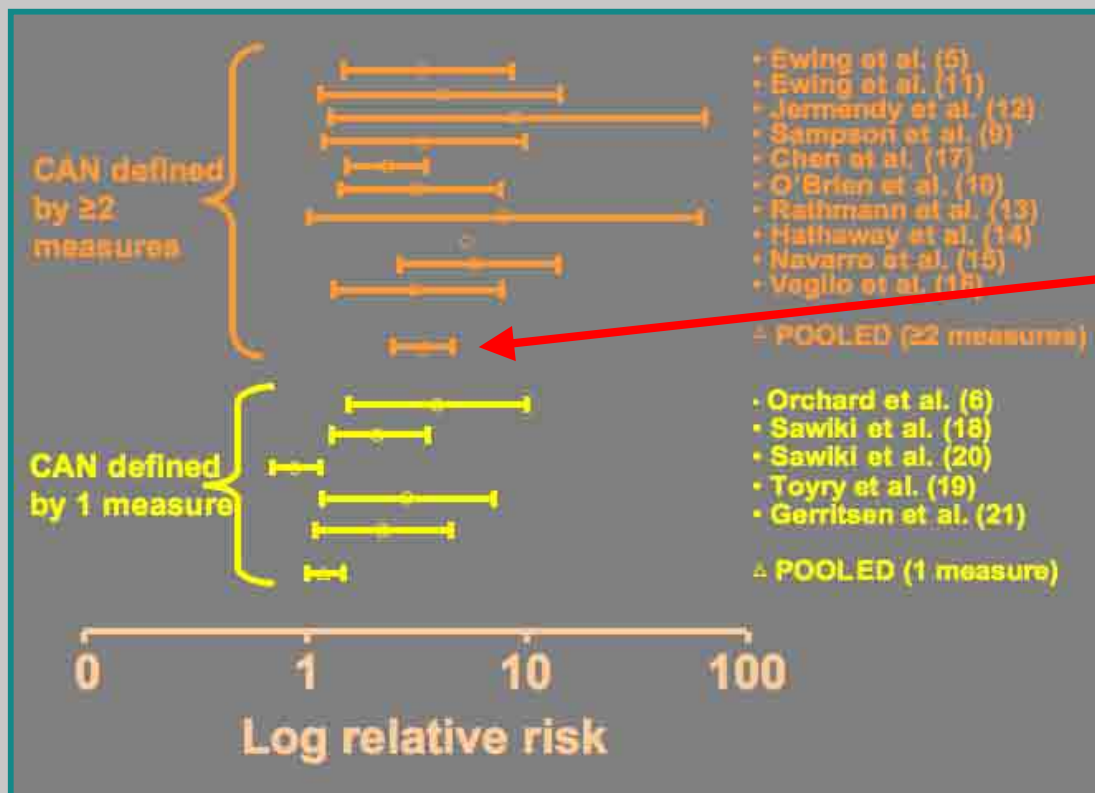 • Ewing et al. (5)
• Ewing et al. (11)
• Jermendy et al. (12)
• Sampson et al. (9)
• Chen et al. (17)
• O'Brien et al. (10)
• Rathmann et al. (13)
• Hathaway et al. (14)
• Navarro et al. (15)
• Veglio et al. (16)
CAN defined
by ≥2
measures
▵ POOLED (≥2 measures)
• Orchard et al. (6)
• Sawiki et al. (18)
• Sawiki et al. (20)
• Toyry et al. (19)
• Gerritsen et al. (21)
CAN defined
by 1 measure
▵ POOLED (1 measure)
0 1 10 100
Log relative risk